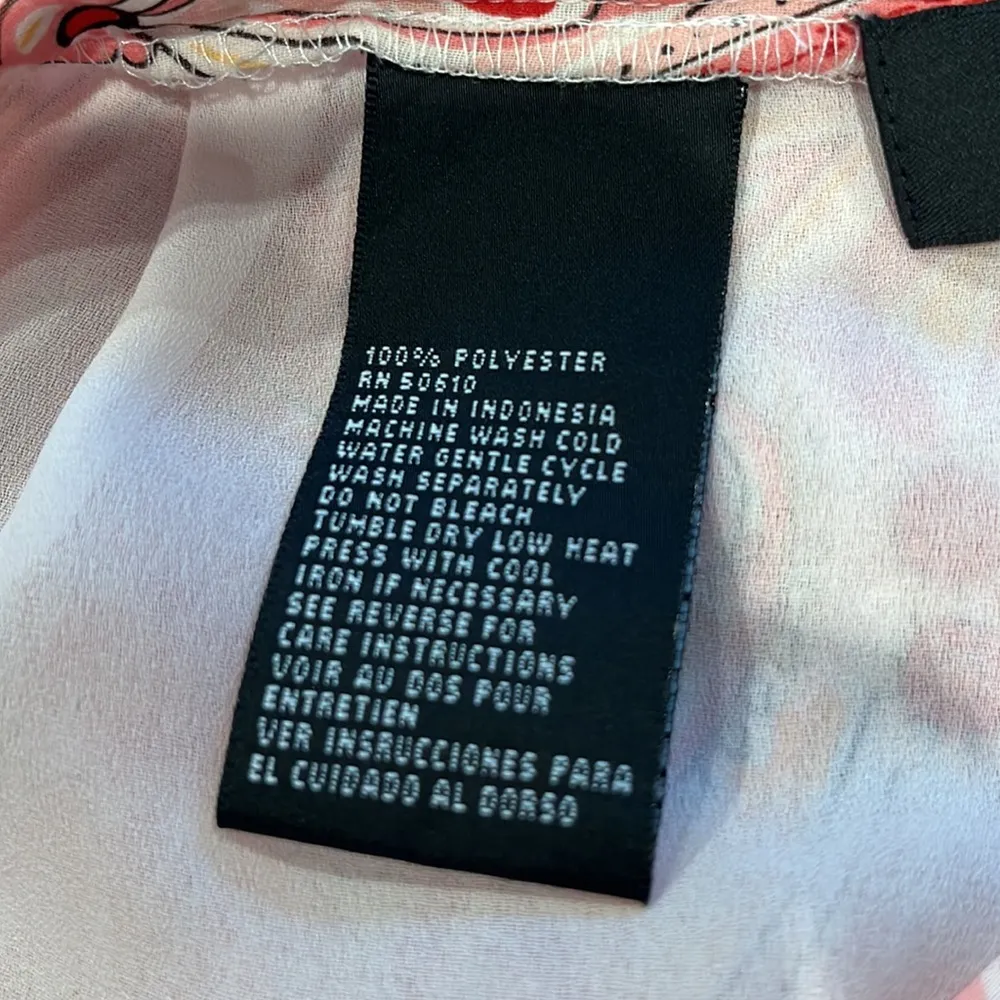 100% POLYESTER
RN 50610
MADE IN INDONESIA
MACHINE WASH COLD
WATER GENTLE CYCLE
WASH SEPARATELY
DO NOT BLEACH
TUMBLE DRY LOW HEAT
PRESS WITH COOL
IRON IF NECESSARY
SEE REVERSE FOR
CARE INSTRUCTIONS
VOIR AU DOS POUR
ENTRETIEN
VER INSRUCCIONES PARA
EL CUIDADO AL DORSO